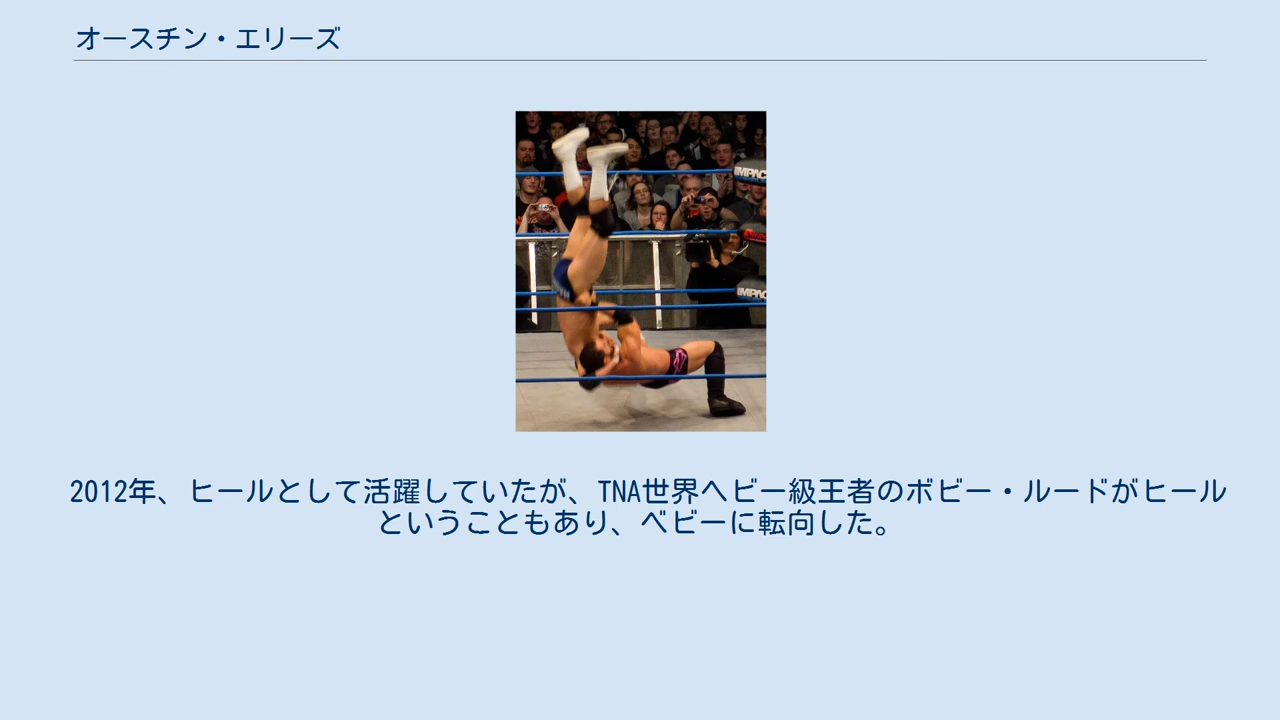 オースチン・エリーズ
IMPAC
IMPAC
2012年、ヒールとして活躍していたが、TNA世界ヘビー級王者のボビー・ルードがヒール
ということもあり、ベビーに転向した。